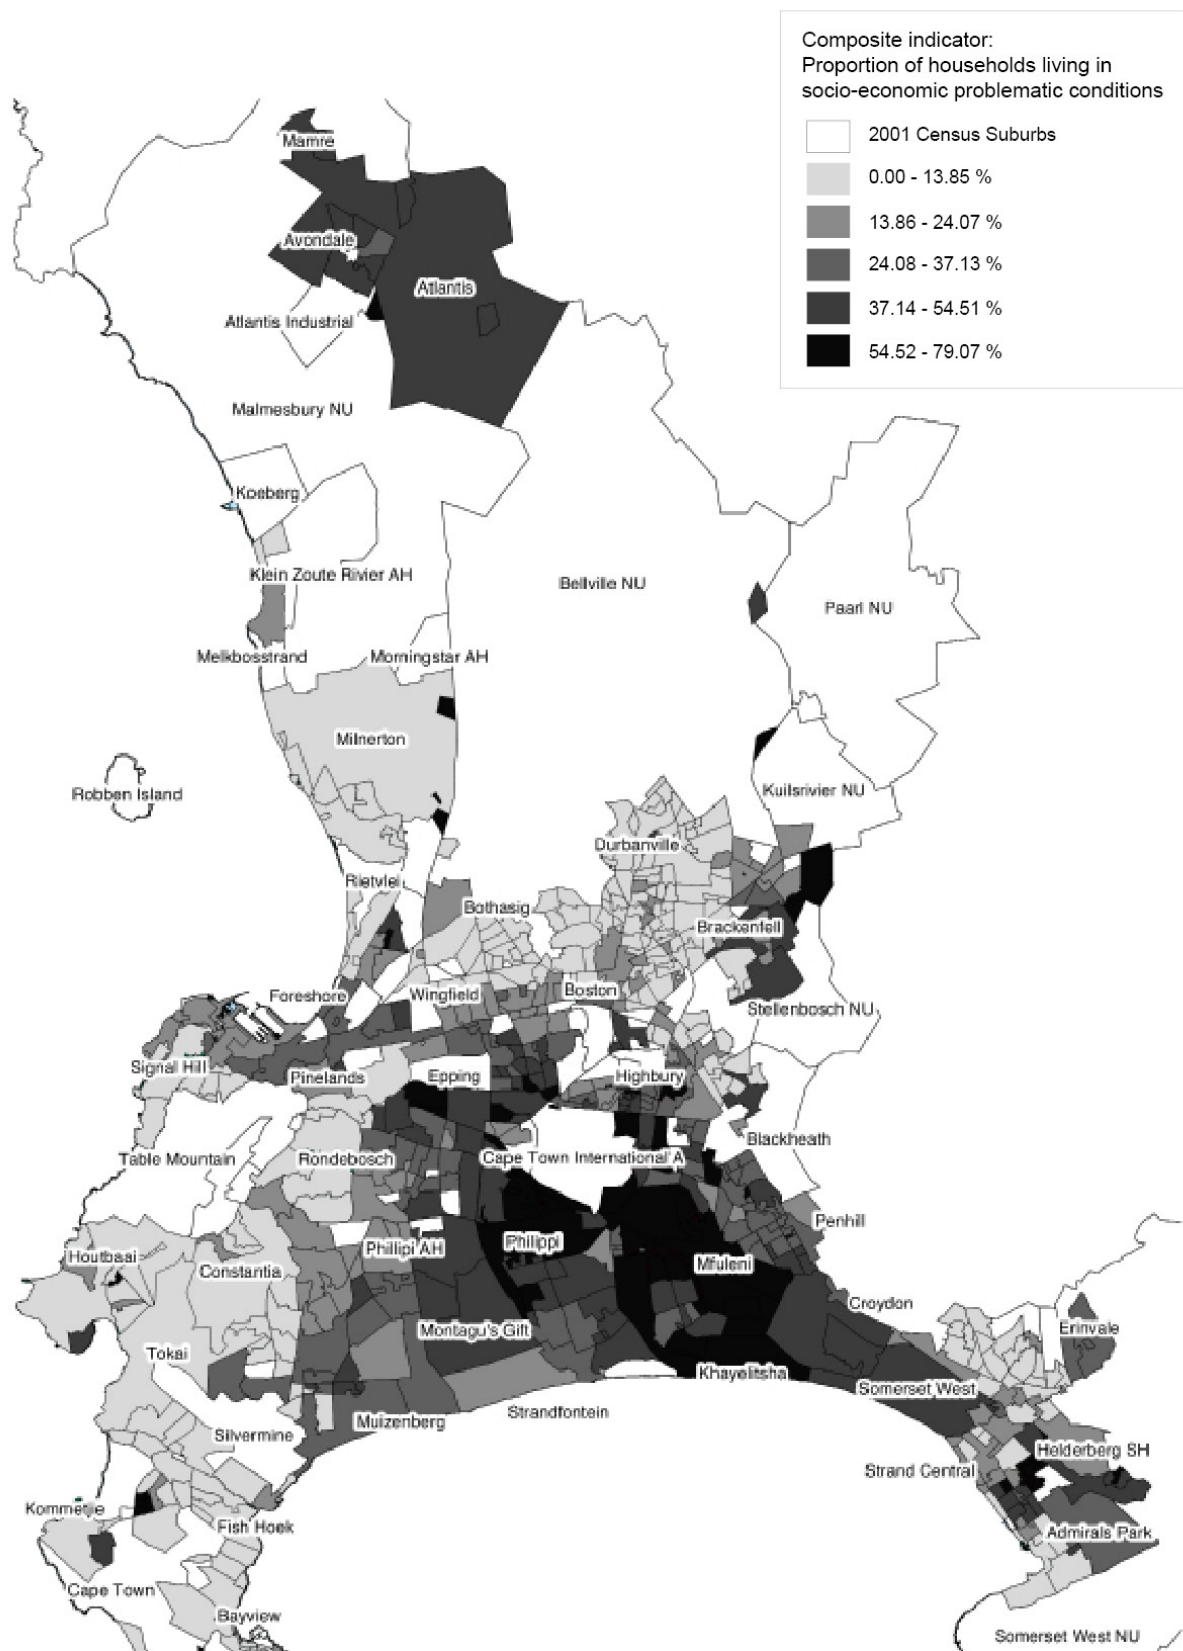 Composite indicator:
Proportion of households living in
socio-economic problematic conditions
2001 Census Suburbs
0.00 - 13.85 %
13.86 - 24.07 %
24.08 - 37.13 %
37.14 - 54.51 %
54.52 - 79.07 %
Mamre
Avondale
Atlantis
Atlantis Industrial
Malmesbury NU
Koeberg
Klein Zoute Rivier AH
Bellville NU
Paarl NU
Melkbosstrand
Morningstar AH
Milnerton
Robben Island
Kuilsrivier NU
Durbanville
Rietvlei
Bothasig
Brackenfell
Foreshore
Wingfield
Boston
Stellenbosch NU
Signal Hill
Pinelands
Epping
Highbury
Blackheath
Table Mountain
Rondebosch
Cape Town International A
Penhill
Houtbaai
Constantia
Phillipi AH
Philippi
Mfuleni
Croydon
Montagu's Gift
Erinvale
Tokai
Khayelitsha
Somerset West
Strandfontein
Muizenberg
Silvermine
Helderberg SH
Strand Central
Kommetjie
Fish Hoek
Admirals Park
Cape Town
Bayview
Somerset West NU